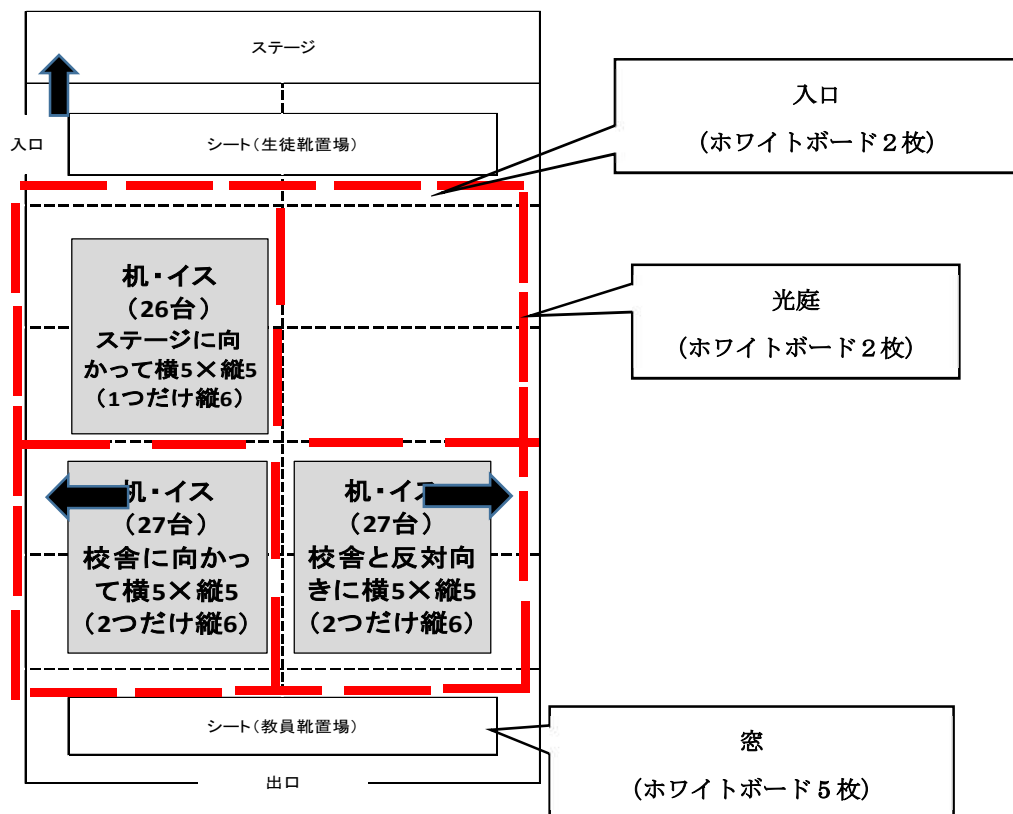 ステージ
入口
(ホワイトボード２枚)
入口
シート(生徒靴置場)
光庭
(ホワイトボード２枚)
机・イス
(26台)
ステージに向
かって横5×縦5
(1つだけ縦6)
机・イス
(27台)
校舎に向かっ
て横5×縦5
(2つだけ縦6)
机・イス
(27台)
校舎と反対向
きに横5×縦5
(2つだけ縦6)
シート(教員靴置場)
窓
(ホワイトボード５枚)
出口